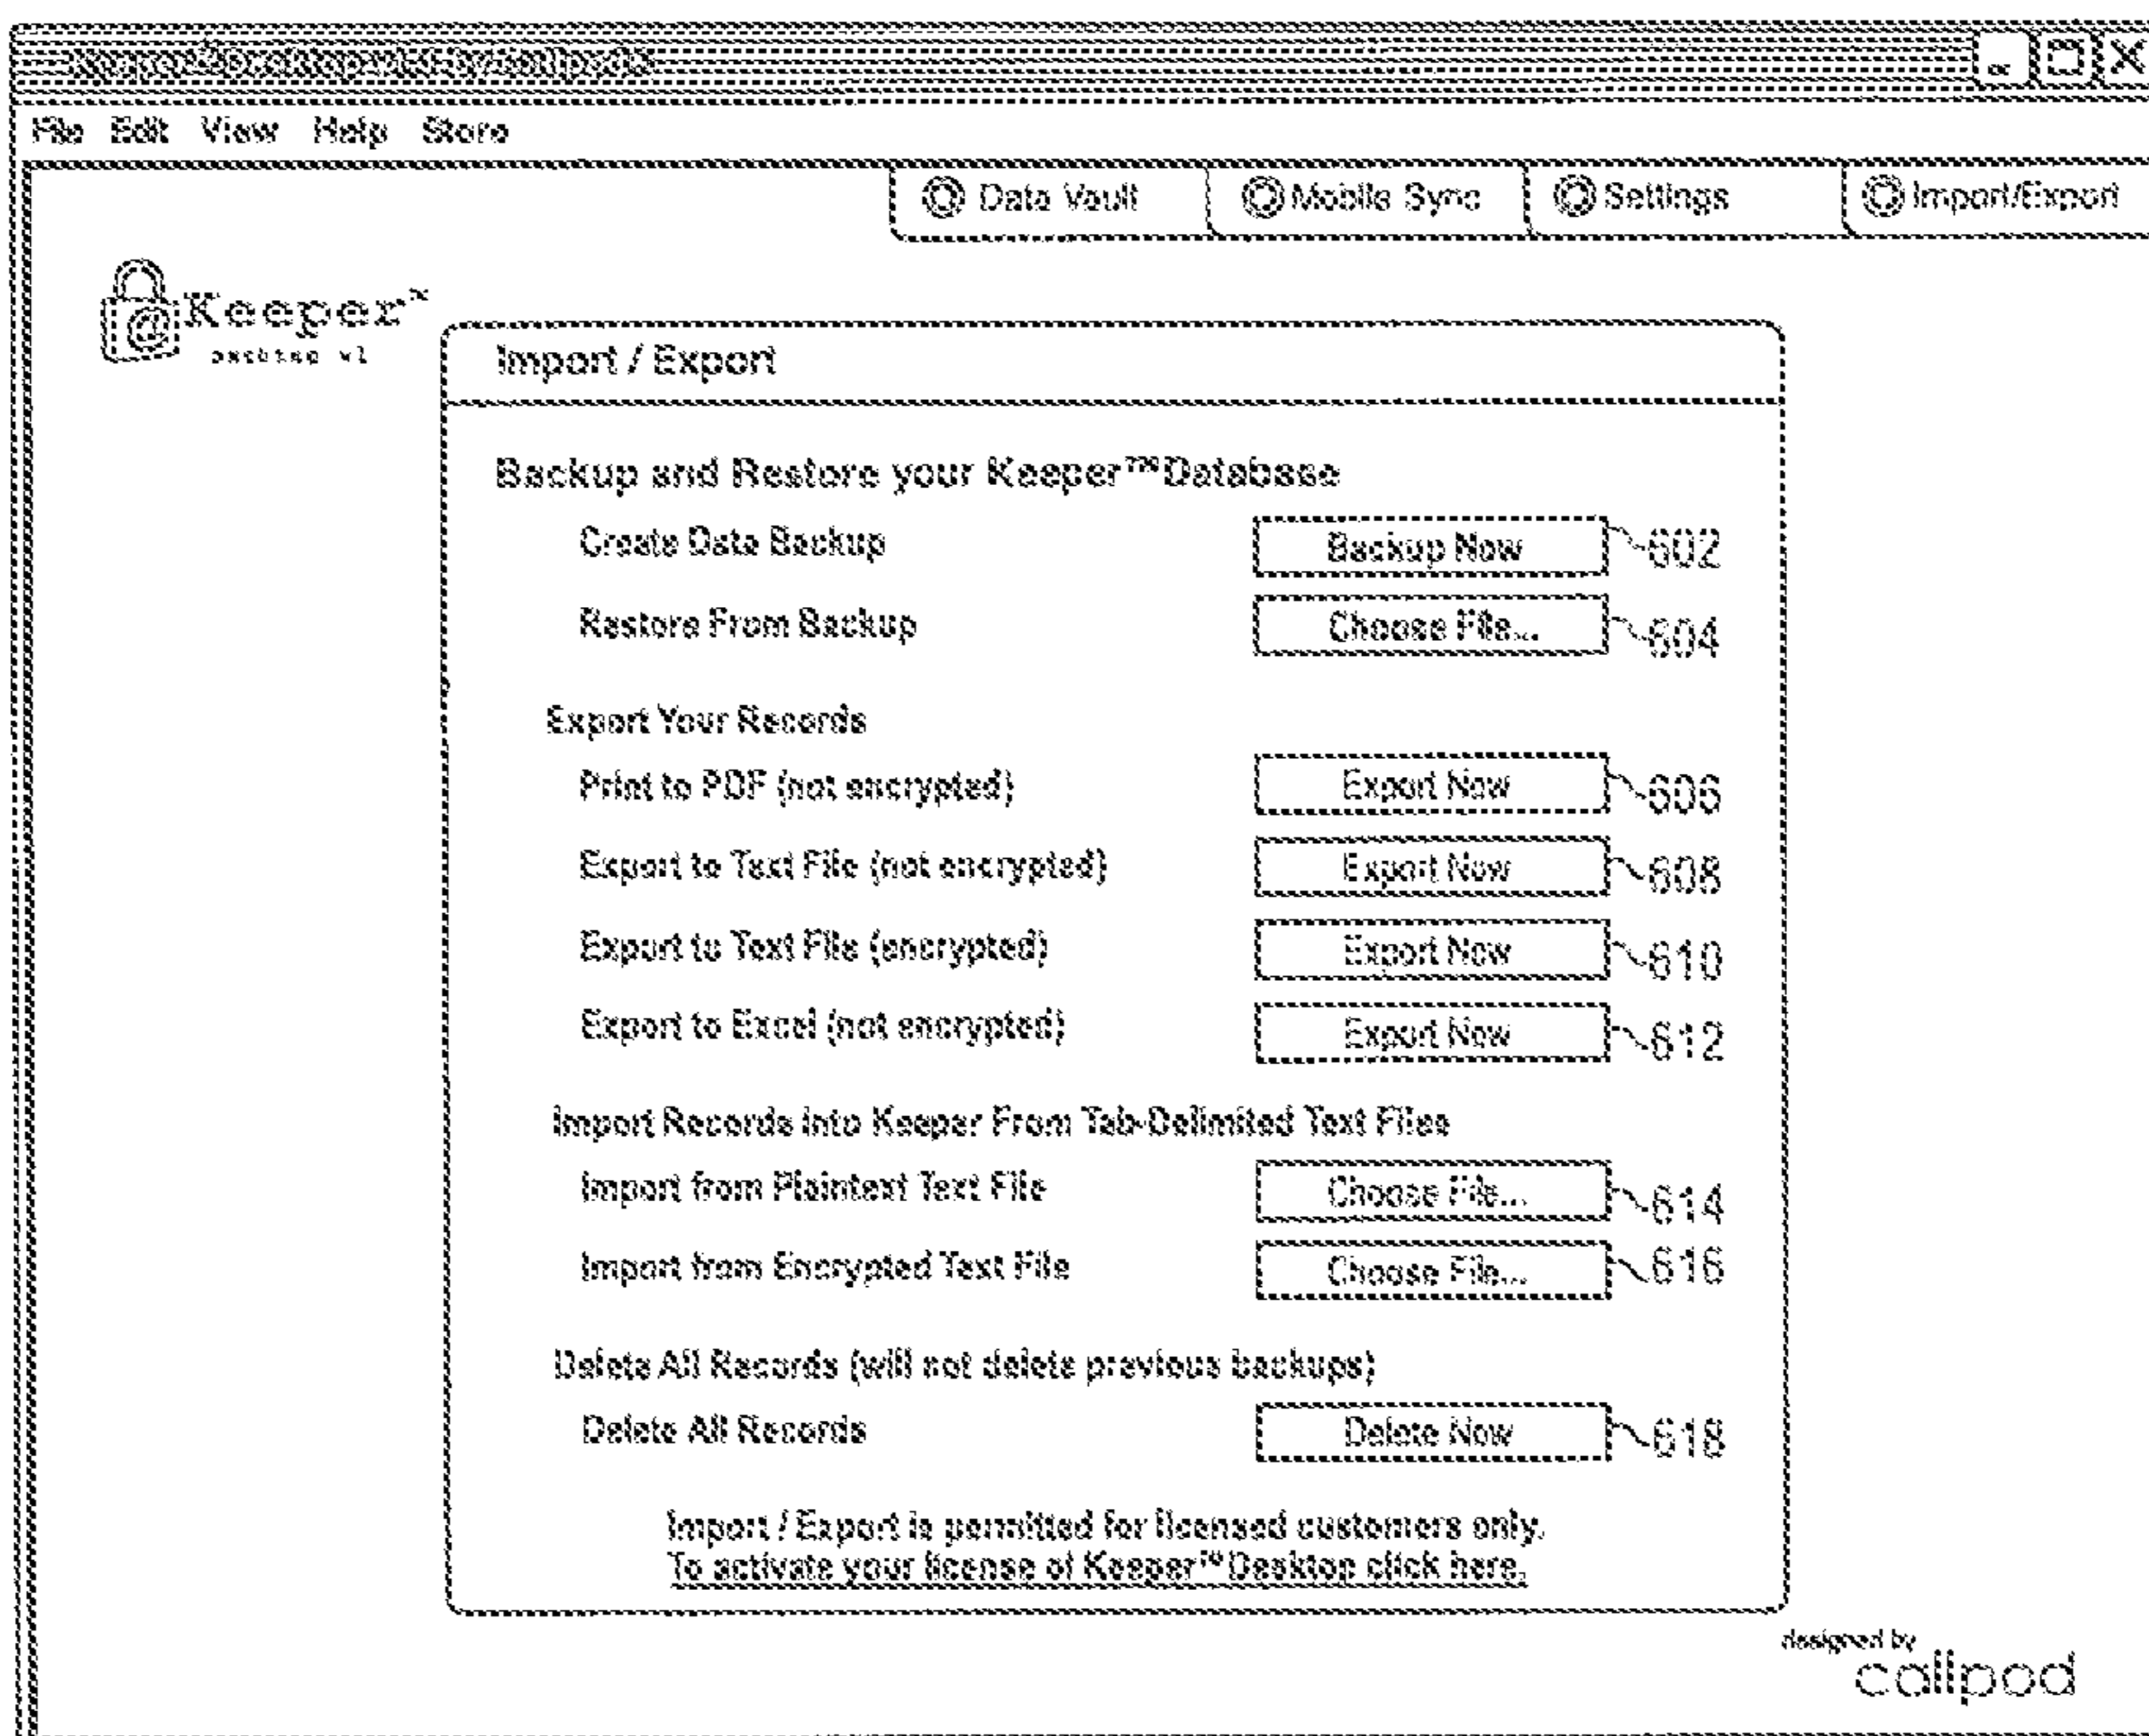 File Edit View Help Store
Data Vault Mobile Sync Settings Import/Export
@Keeper™
Import / Export
Backup and Restore your Keeper™ Database
Create Data Backup Backup Now 602
Restore From Backup Choose File... 604
Export Your Records
Print to PDF (not encrypted) Export Now 606
Export to Text File (not encrypted) Export Now 608
Export to Text File (encrypted) Export Now 610
Export to Excel (not encrypted) Export Now 612
Import Records into Keeper From Tab-Delimited Text Files
Import from Plaintext Text File Choose File... 614
Import from Encrypted Text File Choose File... 616
Delete All Records (will not delete previous backups)
Delete All Records Delete Now 618
Import / Export is permitted for licensed customers only.
To activate your license of Keeper™ Desktop click here.
designed by
callpod